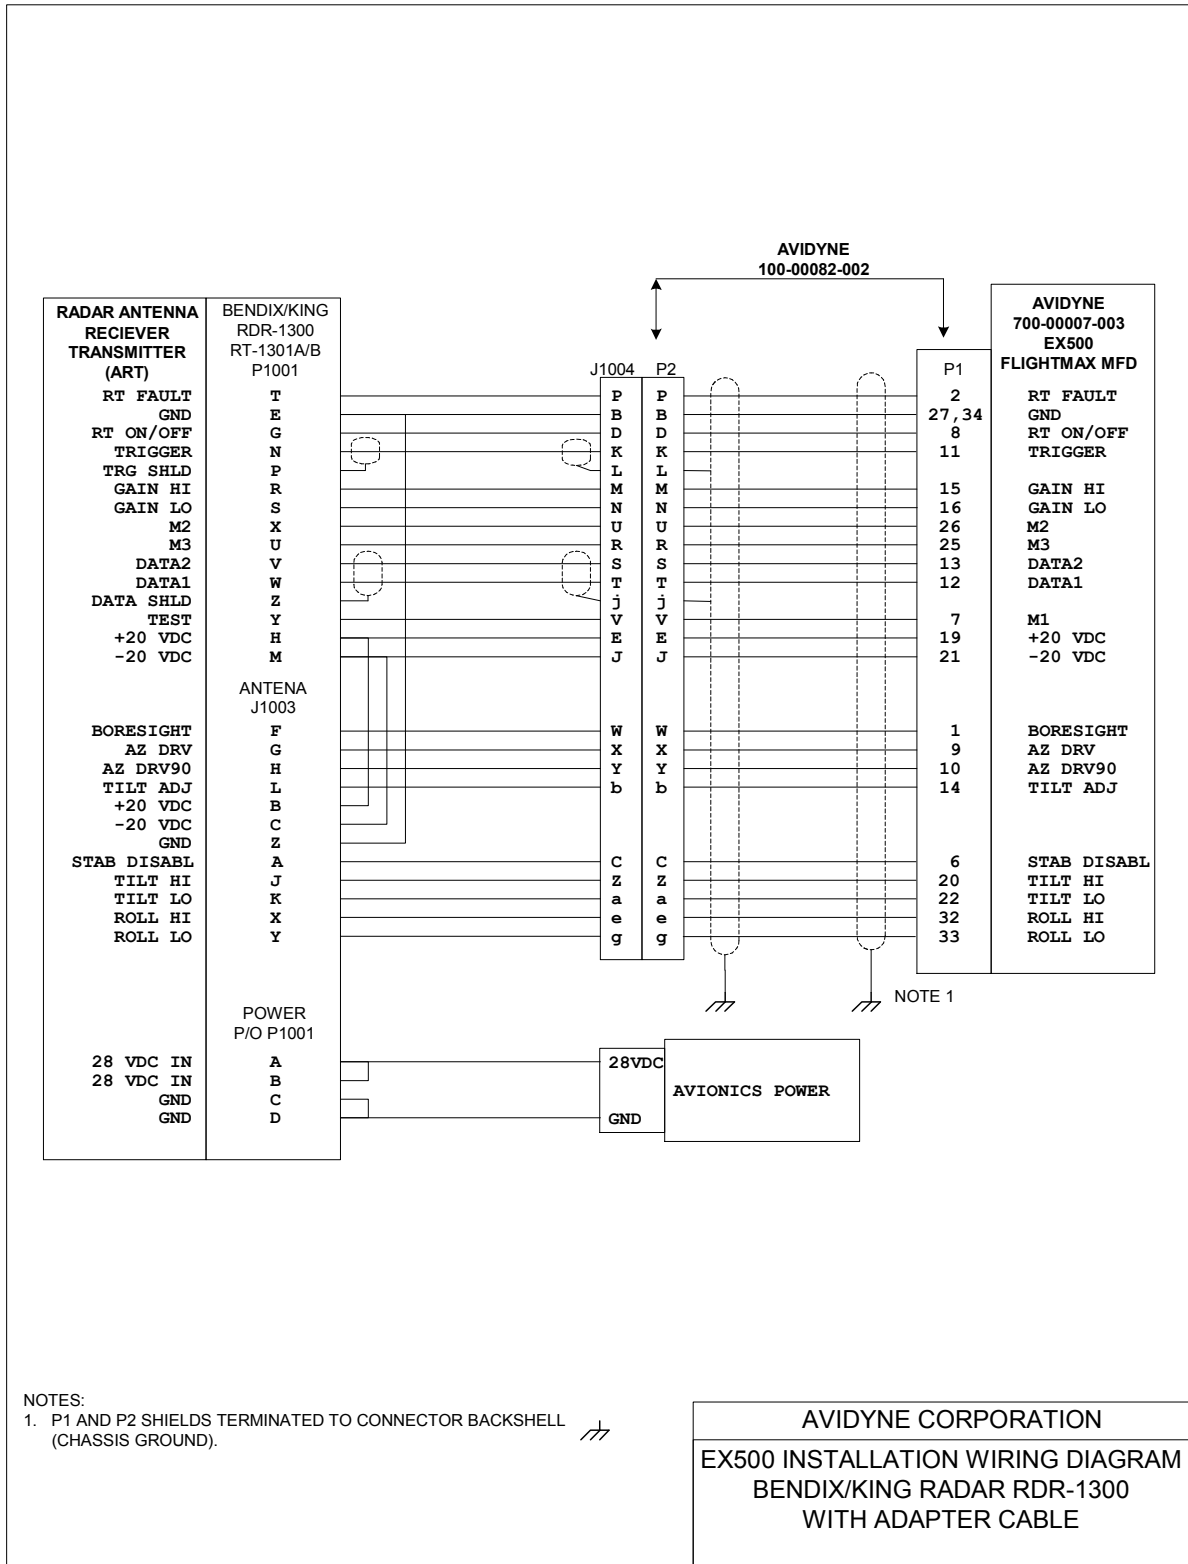 AVIDYNE
100-00082-002
RADAR ANTENNA
RECIEVER
TRANSMITTER
(ART)
BENDIX/KING
RDR-1300
RT-1301A/B
P1001
J1004 P2
P1
AVIDYNE
700-00007-003
EX500
FLIGHTMAX MFD
RT FAULT T P P 2 RT FAULT
GND E B B 27,34 GND
RT ON/OFF G D D 8 RT ON/OFF
TRIGGER N K K 11 TRIGGER
TRG SHLD P L L
GAIN HI R M M 15 GAIN HI
GAIN LO S N N 16 GAIN LO
M2 X U U 26 M2
M3 U R R 25 M3
DATA2 V S S 13 DATA2
DATA1 W T T 12 DATA1
DATA SHLD Z j j
TEST Y V V 7 M1
+20 VDC H E E 19 +20 VDC
-20 VDC M J J 21 -20 VDC
ANTENA
J1003
BORESIGHT F W W 1 BORESIGHT
AZ DRV G X X 9 AZ DRV
AZ DRV90 H Y Y 10 AZ DRV90
TILT ADJ L b b 14 TILT ADJ
+20 VDC B
-20 VDC C
GND Z
STAB DISABL A C C 6 STAB DISABL
TILT HI J Z Z 20 TILT HI
TILT LO K a a 22 TILT LO
ROLL HI X e e 32 ROLL HI
ROLL LO Y g g 33 ROLL LO
NOTE 1
POWER
P/O P1001
28 VDC IN A 28VDC
28 VDC IN B
AVIONICS POWER
GND C
GND D GND
NOTES:
1. P1 AND P2 SHIELDS TERMINATED TO CONNECTOR BACKSHELL
(CHASSIS GROUND).
AVIDYNE CORPORATION
EX500 INSTALLATION WIRING DIAGRAM
BENDIX/KING RADAR RDR-1300
WITH ADAPTER CABLE